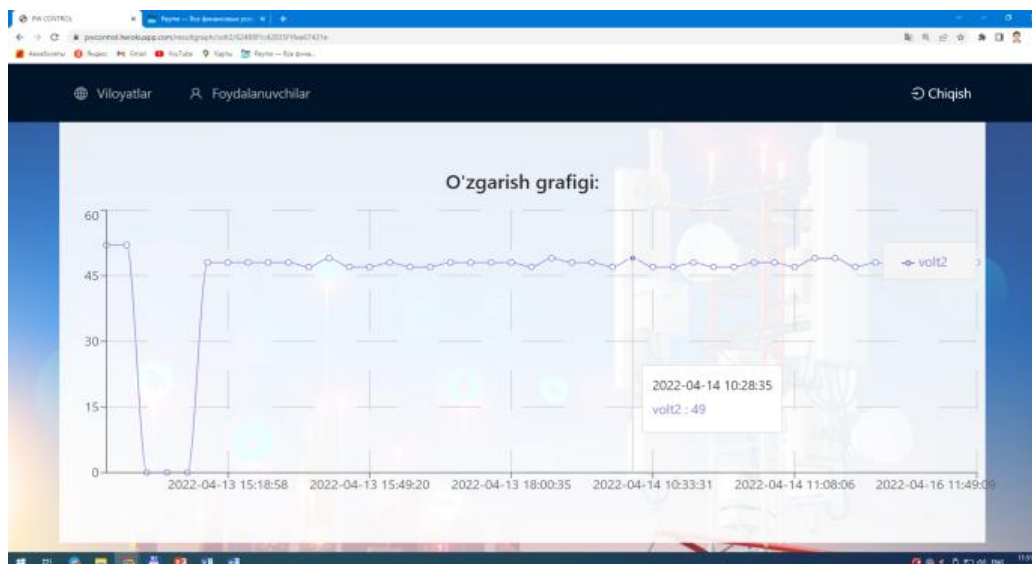 PW CONTROL
Viloyatlar
Foydalanuvchilar
Chiqish
O'zgarish grafigi:
60
45
30
15
0
volt2
2022-04-14 10:28:35
volt2 : 49
2022-04-13 15:18:58
2022-04-13 15:49:20
2022-04-13 18:00:35
2022-04-14 10:33:31
2022-04-14 11:08:06
2022-04-16 11:49:09